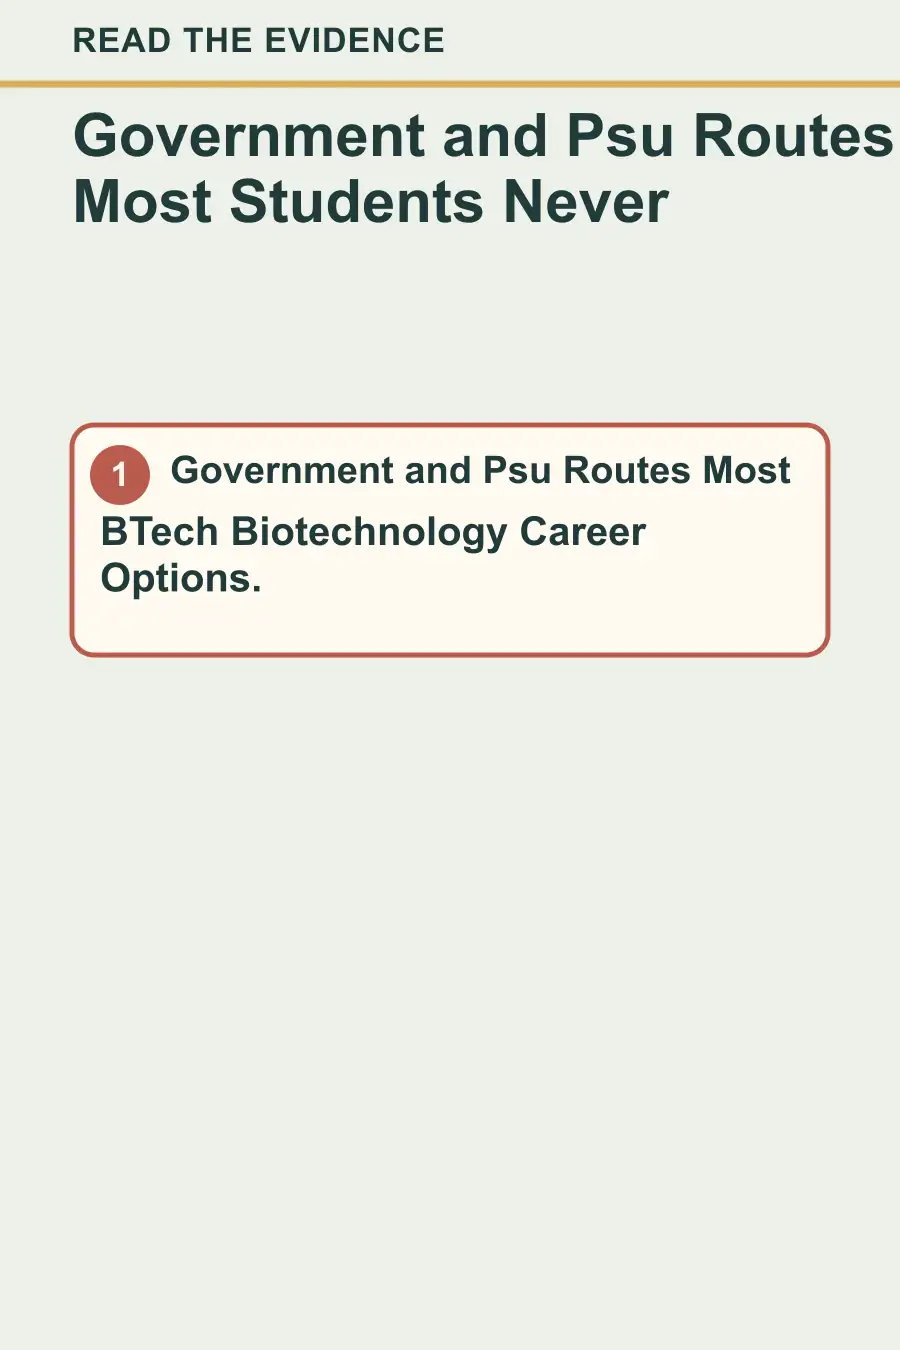 READ THE EVIDENCE
Government and Psu Routes
Most Students Never
1 Government and Psu Routes Most
BTech Biotechnology Career
Options.